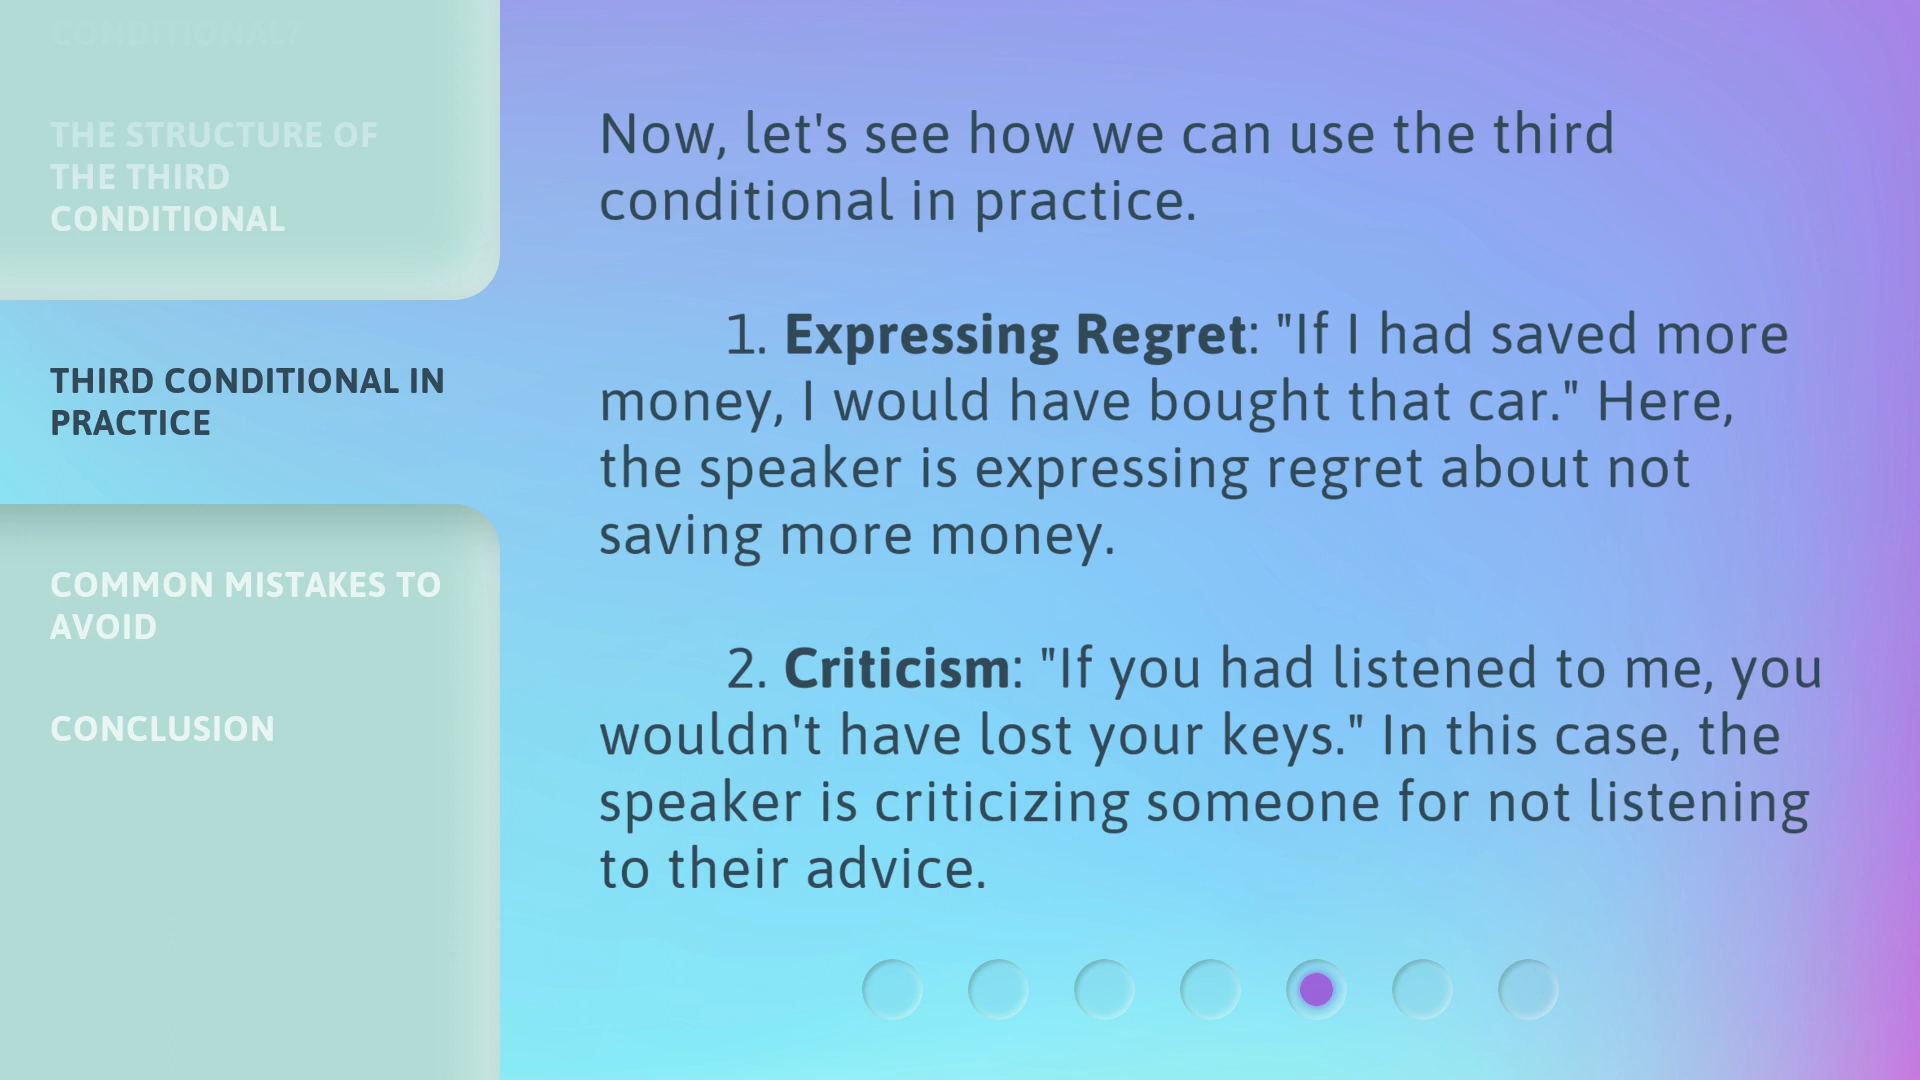 CONDITIONAL?
THE STRUCTURE OF
THE THIRD
CONDITIONAL
THIRD CONDITIONAL IN
PRACTICE
COMMON MISTAKES TO
AVOID
CONCLUSION
Now, let's see how we can use the third
conditional in practice.
1. Expressing Regret: "If I had saved more
money, I would have bought that car." Here,
the speaker is expressing regret about not
saving more money.
2. Criticism: "If you had listened to me, you
wouldn't have lost your keys." In this case, the
speaker is criticizing someone for not listening
to their advice.